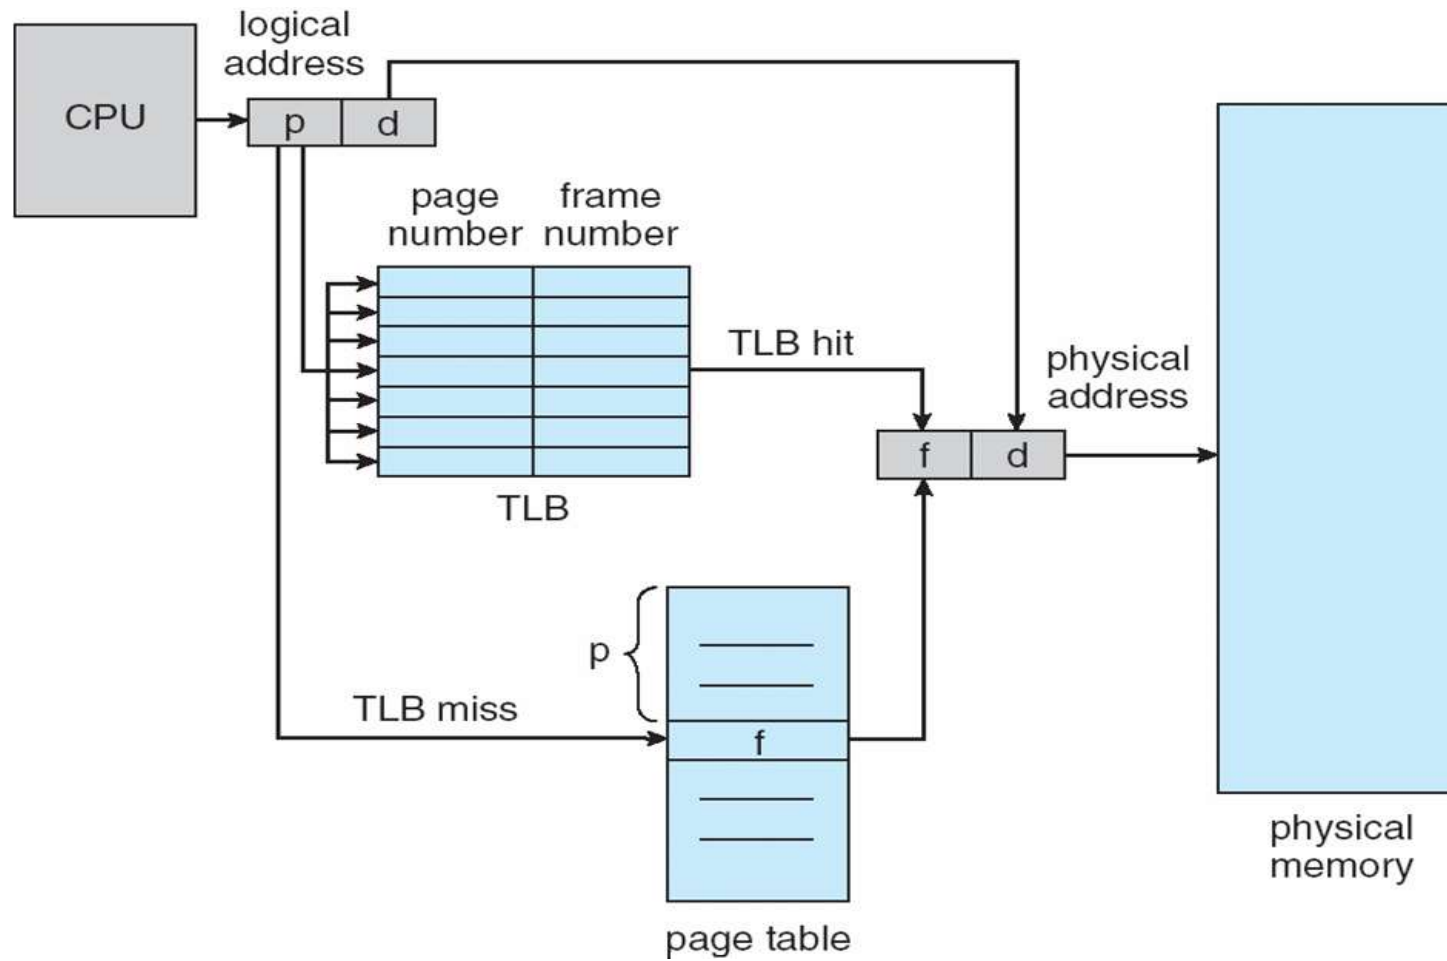 logical
address
CPU
p
d
page
number
frame
number
TLB hit
physical
address
f
d
TLB
p
TLB miss
f
physical
memory
page table